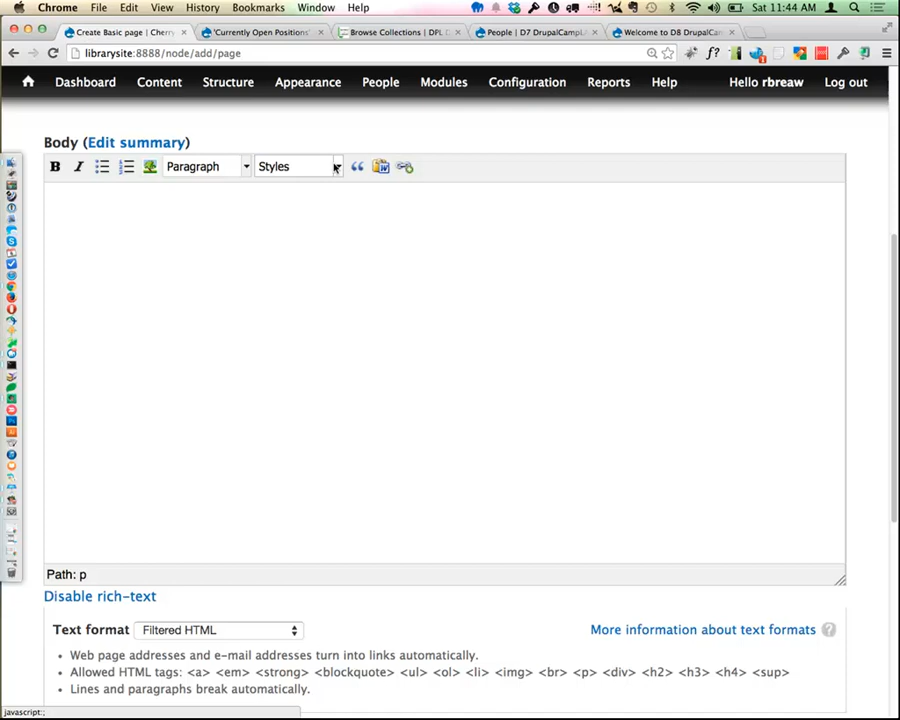 Chrome File Edit View History Bookmarks Window Help Sat 11:44 AM
Create Basic page | Cherry 'Currently Open Positions' Browse Collections | DPL C People | D7 DrupalCampLA Welcome to D8 DrupalCam
librarysite:8888/node/add/page
Dashboard Content Structure Appearance People Modules Configuration Reports Help Hello rbreaw Log out
Body (Edit summary)
B I Paragraph Styles
Path: p
Disable rich-text
Text format Filtered HTML More information about text formats ?
Web page addresses and e-mail addresses turn into links automatically.
Allowed HTML tags: <a> <em> <strong> <blockquote> <ul> <ol> <li> <img> <br> <p> <div> <h2> <h3> <h4> <sup>
Lines and paragraphs break automatically.
javascript:;